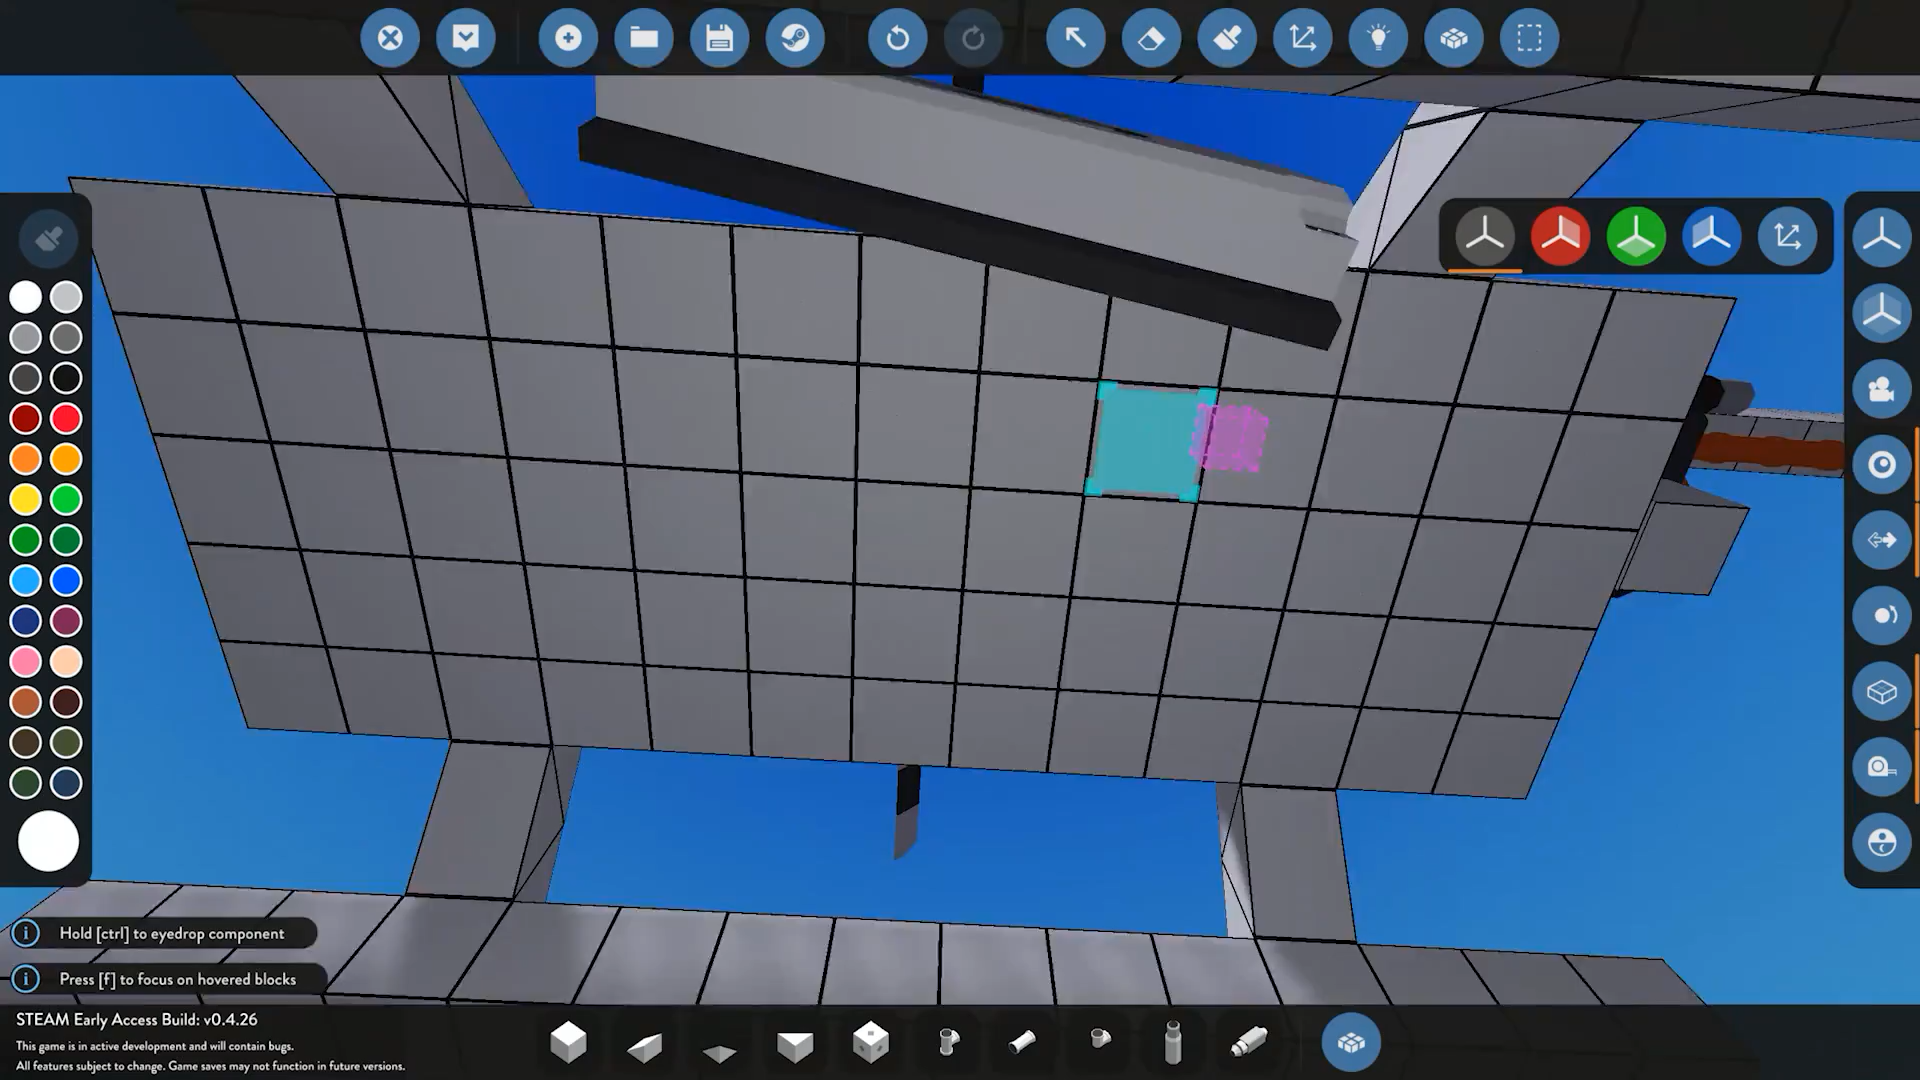 Hold [ctrl] to eyedrop component
Press [f] to focus on hovered blocks
STEAM Early Access Build: v0.4.26
This game is in active development and will contain bugs.
All features subject to change. Game saves may not function in future versions.